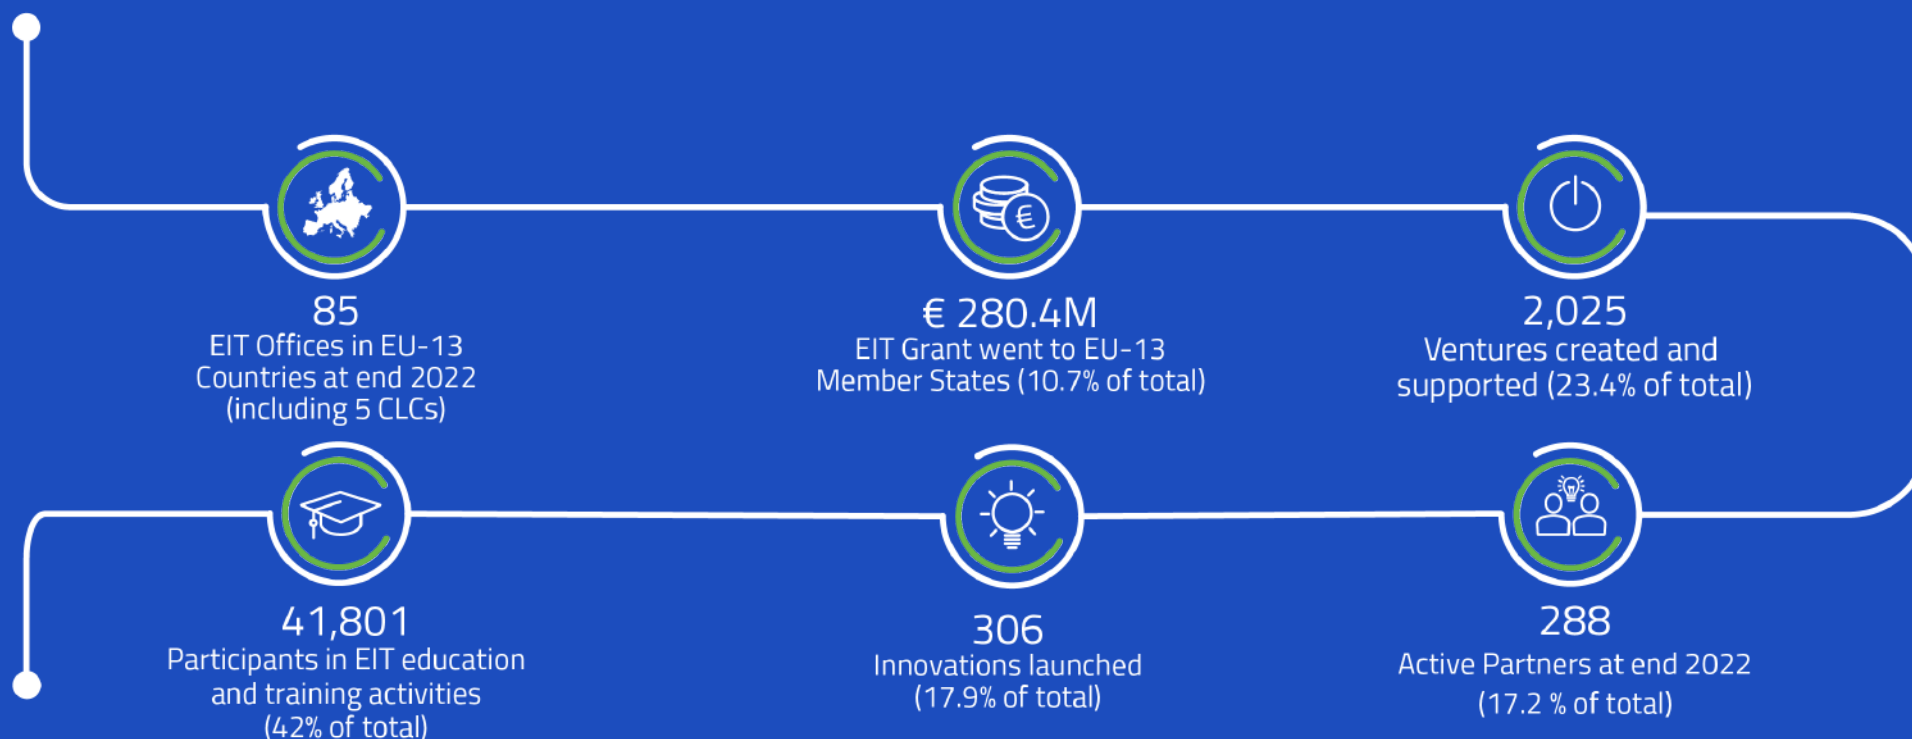 85
EIT Offices in EU-13
Countries at end 2022
(including 5 CLCs)
€ 280.4M
EIT Grant went to EU-13
Member States (10.7% of total)
2,025
Ventures created and
supported (23.4% of total)
41,801
Participants in EIT education
and training activities
(42% of total)
306
Innovations launched
(17.9% of total)
288
Active Partners at end 2022
(17.2 % of total)